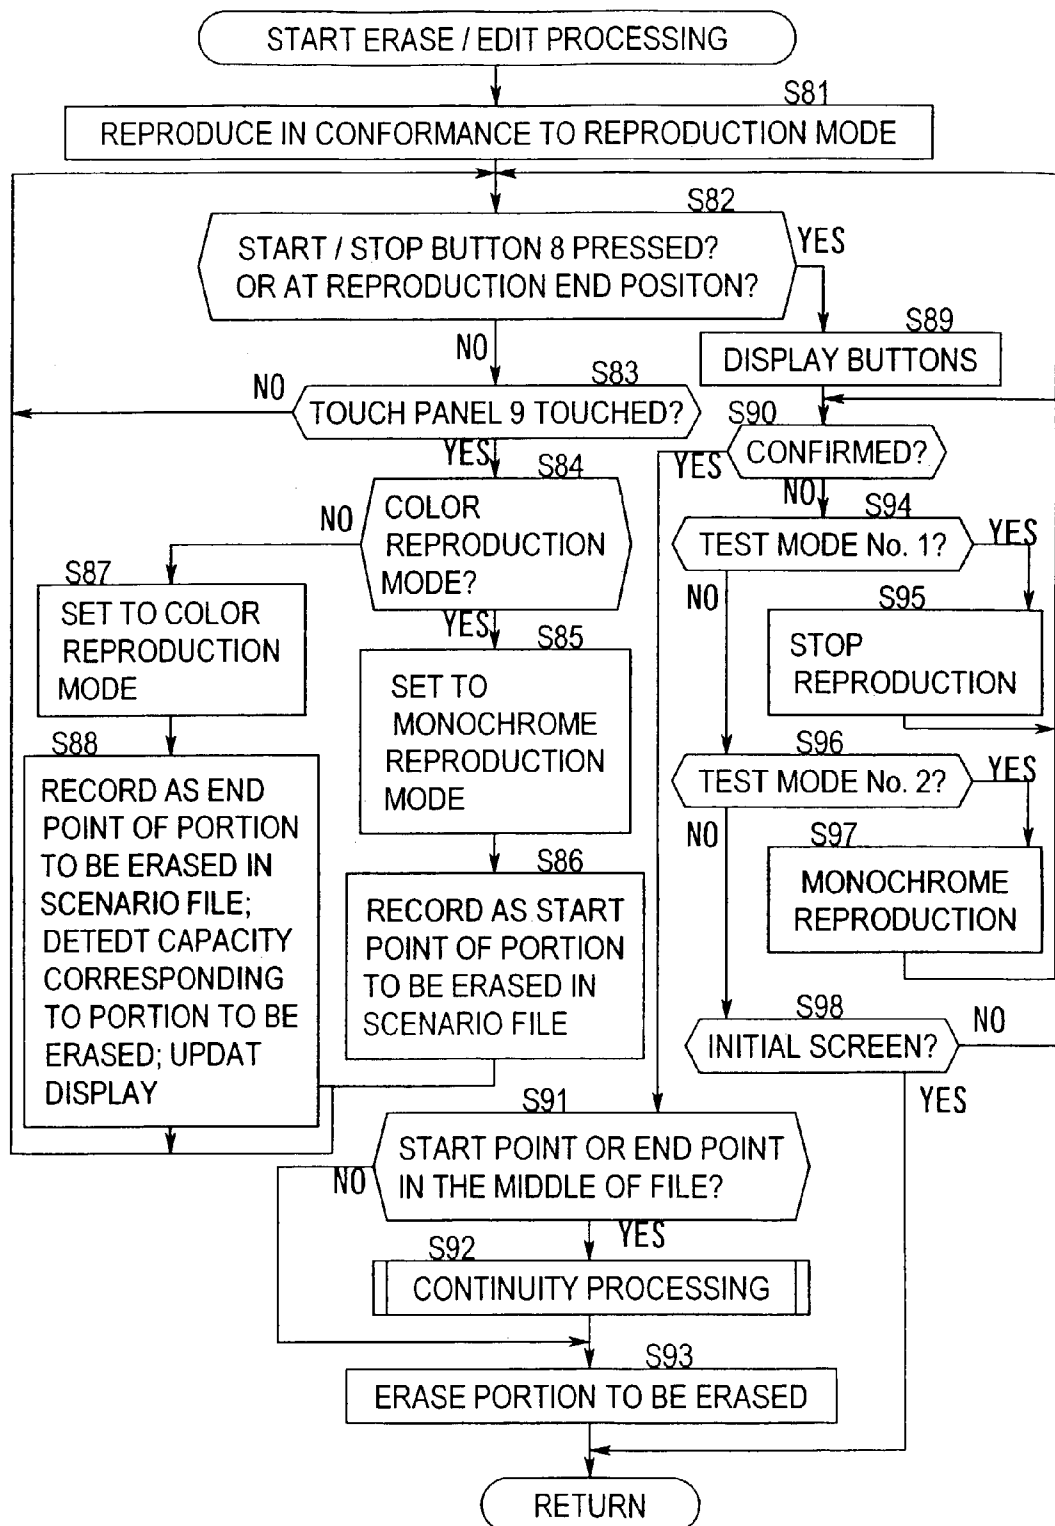 START ERASE / EDIT PROCESSING
S81
REPRODUCE IN CONFORMANCE TO REPRODUCTION MODE
S82
START / STOP BUTTON 8 PRESSED?
OR AT REPRODUCTION END POSITON?
YES
NO
S89
DISPLAY BUTTONS
S83
TOUCH PANEL 9 TOUCHED?
NO
YES
S90
CONFIRMED?
YES
NO
S84
COLOR
REPRODUCTION
MODE?
NO
YES
S94
TEST MODE No. 1?
YES
NO
S87
SET TO COLOR
REPRODUCTION
MODE
S95
STOP
REPRODUCTION
S85
SET TO
MONOCHROME
REPRODUCTION
MODE
S88
RECORD AS END
POINT OF PORTION
TO BE ERASED IN
SCENARIO FILE;
DETEDT CAPACITY
CORRESPONDING
TO PORTION TO BE
ERASED; UPDAT
DISPLAY
S96
TEST MODE No. 2?
YES
NO
S86
RECORD AS START
POINT OF PORTION
TO BE ERASED IN
SCENARIO FILE
S97
MONOCHROME
REPRODUCTION
S98
INITIAL SCREEN?
NO
YES
S91
START POINT OR END POINT
IN THE MIDDLE OF FILE?
NO
YES
S92
CONTINUITY PROCESSING
S93
ERASE PORTION TO BE ERASED
RETURN